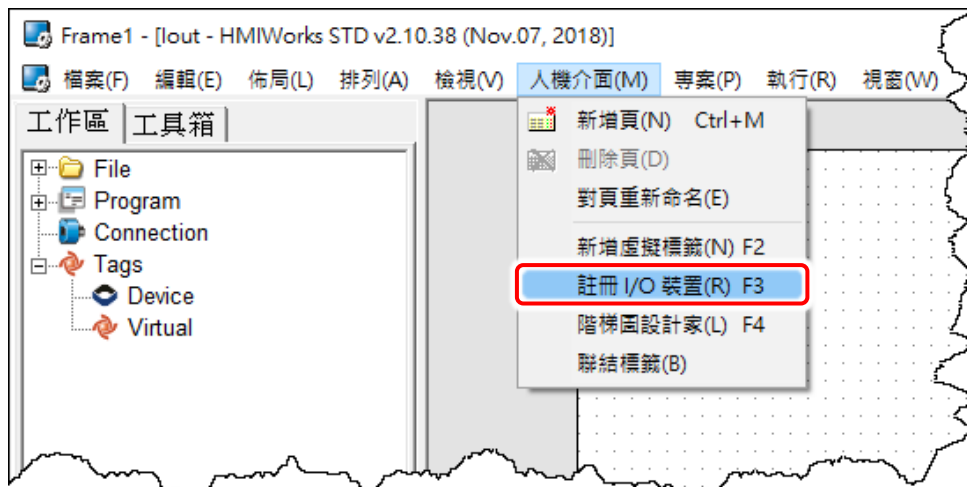 Frame1 - [Iout - HMIWorks STD v2.10.38 (Nov.07, 2018)]
檔案(F) 編輯(E) 佈局(L) 排列(A) 檢視(V) 人機介面(M) 專案(P) 執行(R) 視窗(W)
工作區 工具箱
File
Program
Connection
Tags
Device
Virtual
新增頁(N) Ctrl+M
刪除頁(D)
對頁重新命名(E)
新增虛擬標籤(N) F2
註冊 I/O 裝置(R) F3
階梯圖設計家(L) F4
聯結標籤(B)